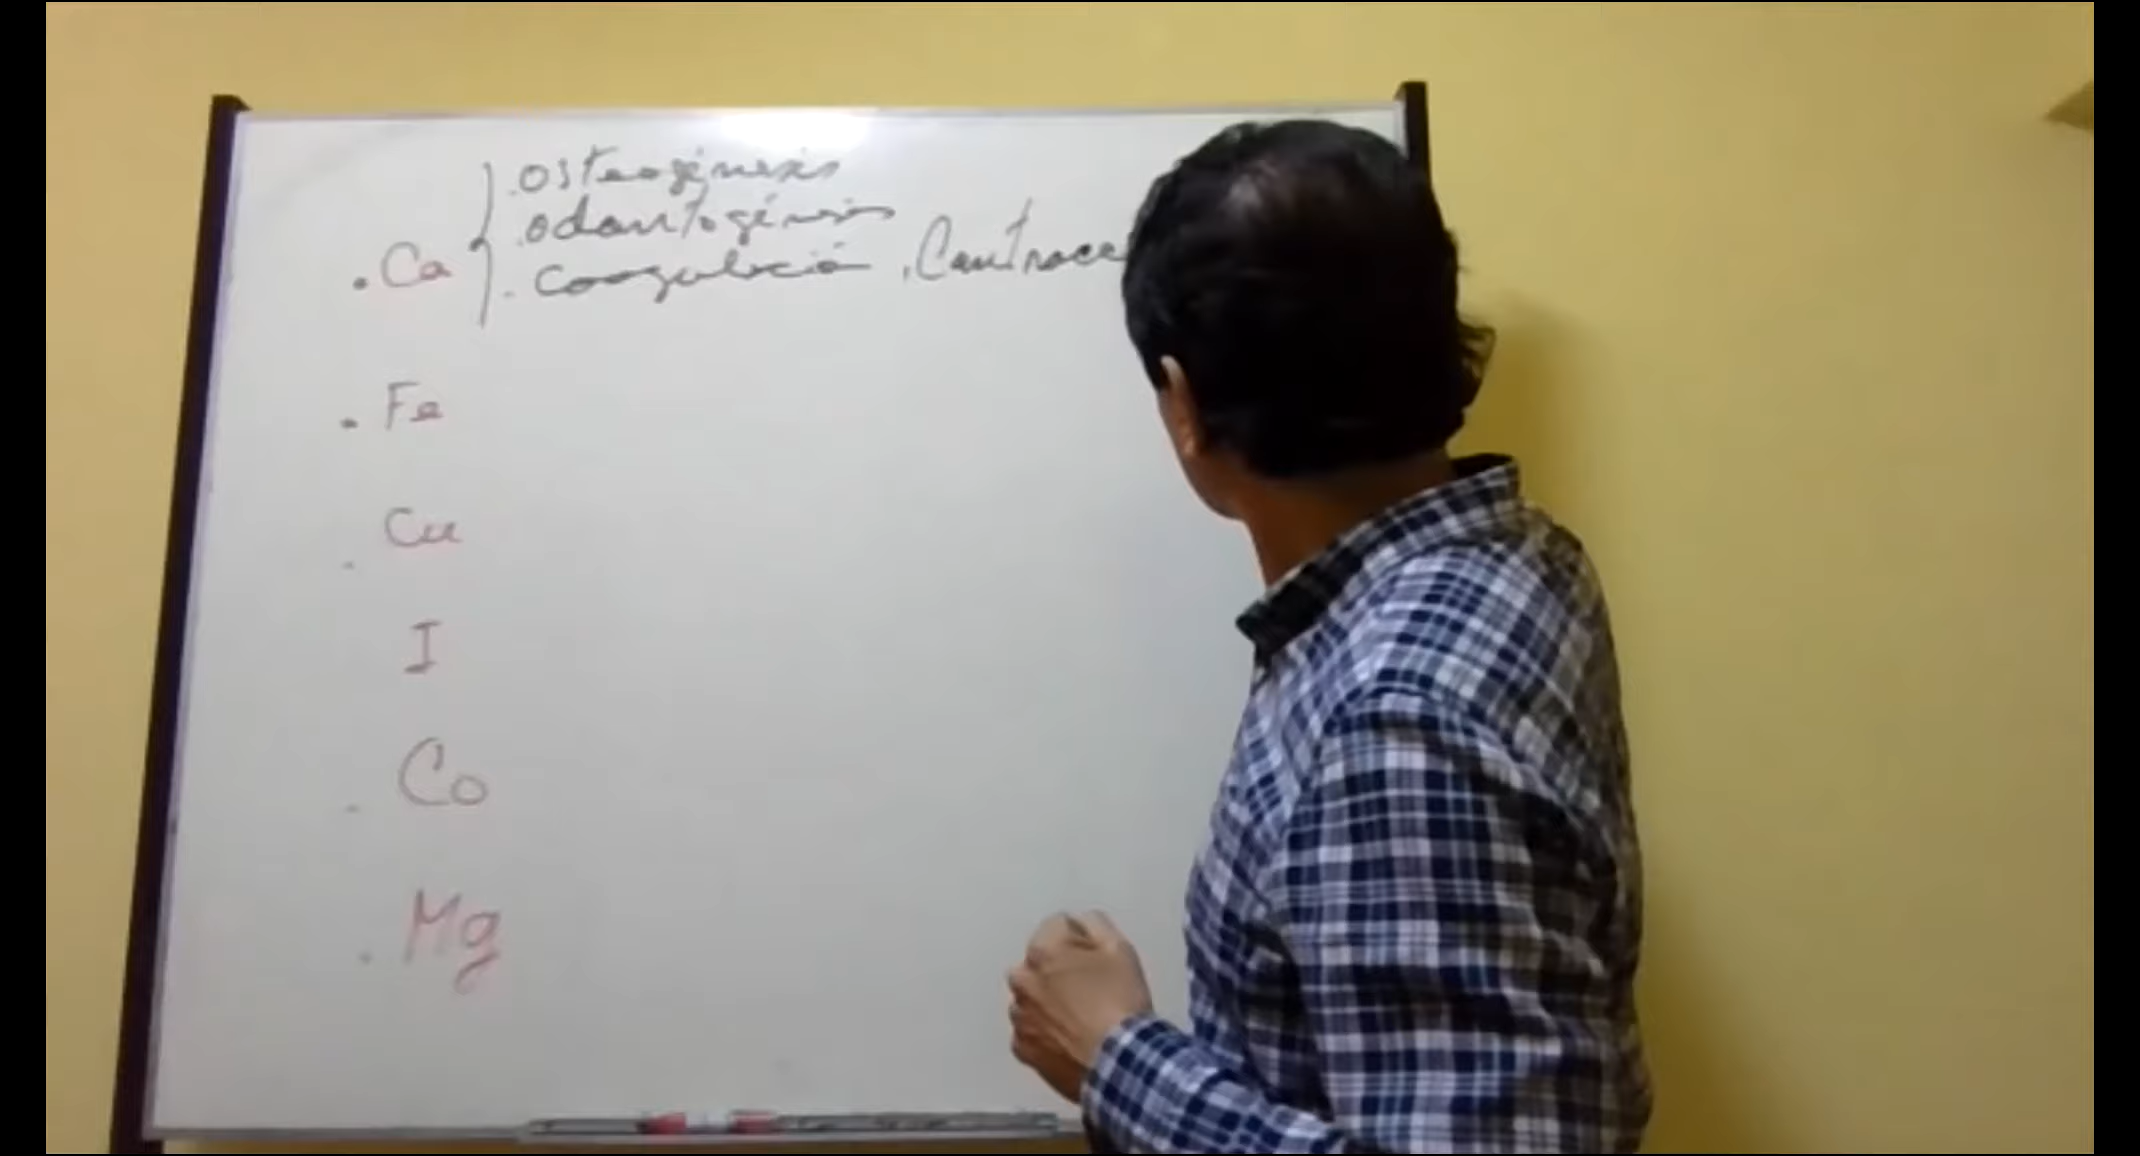 . Osteogénesis
. odontogénesis
. Ca } . Coagulación . Contracc
. Fe
. Cu
I
. Co
. Mg